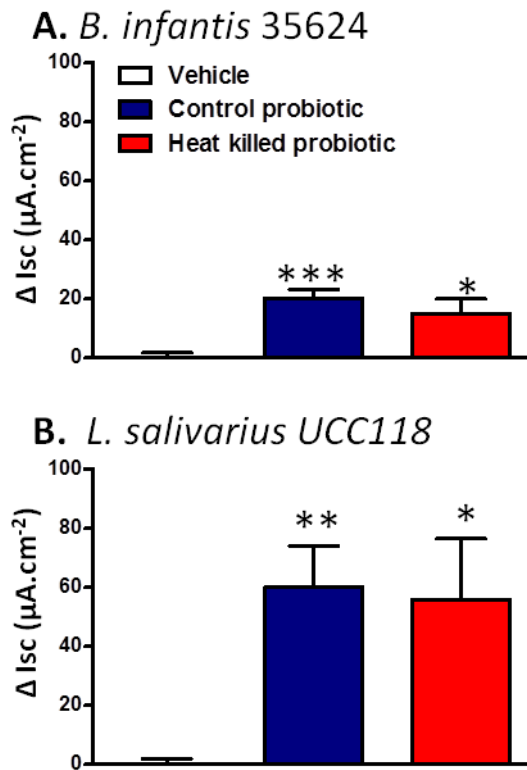 A. B. infantis 35624
100
80
60
40
20
0
Δ Isc (µA.cm-2)
Vehicle
Control probiotic
Heat killed probiotic
***
*
B. L. salivarius UCC118
100
80
60
40
20
0
Δ Isc (µA.cm-2)
**
*